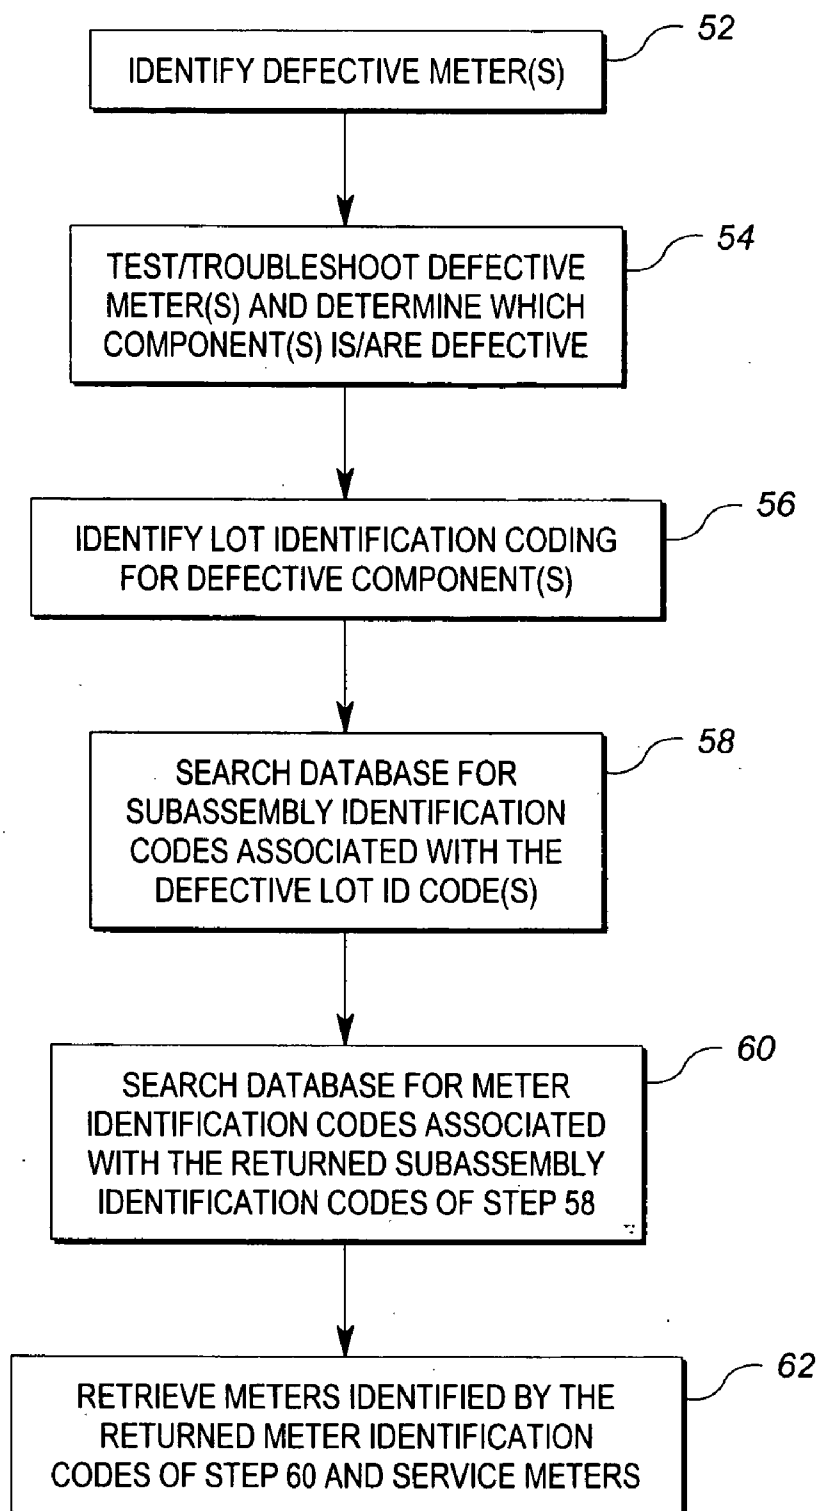 52
IDENTIFY DEFECTIVE METER(S)
54
TEST/TROUBLESHOOT DEFECTIVE
METER(S) AND DETERMINE WHICH
COMPONENT(S) IS/ARE DEFECTIVE
56
IDENTIFY LOT IDENTIFICATION CODING
FOR DEFECTIVE COMPONENT(S)
58
SEARCH DATABASE FOR
SUBASSEMBLY IDENTIFICATION
CODES ASSOCIATED WITH THE
DEFECTIVE LOT ID CODE(S)
60
SEARCH DATABASE FOR METER
IDENTIFICATION CODES ASSOCIATED
WITH THE RETURNED SUBASSEMBLY
IDENTIFICATION CODES OF STEP 58
62
RETRIEVE METERS IDENTIFIED BY THE
RETURNED METER IDENTIFICATION
CODES OF STEP 60 AND SERVICE METERS